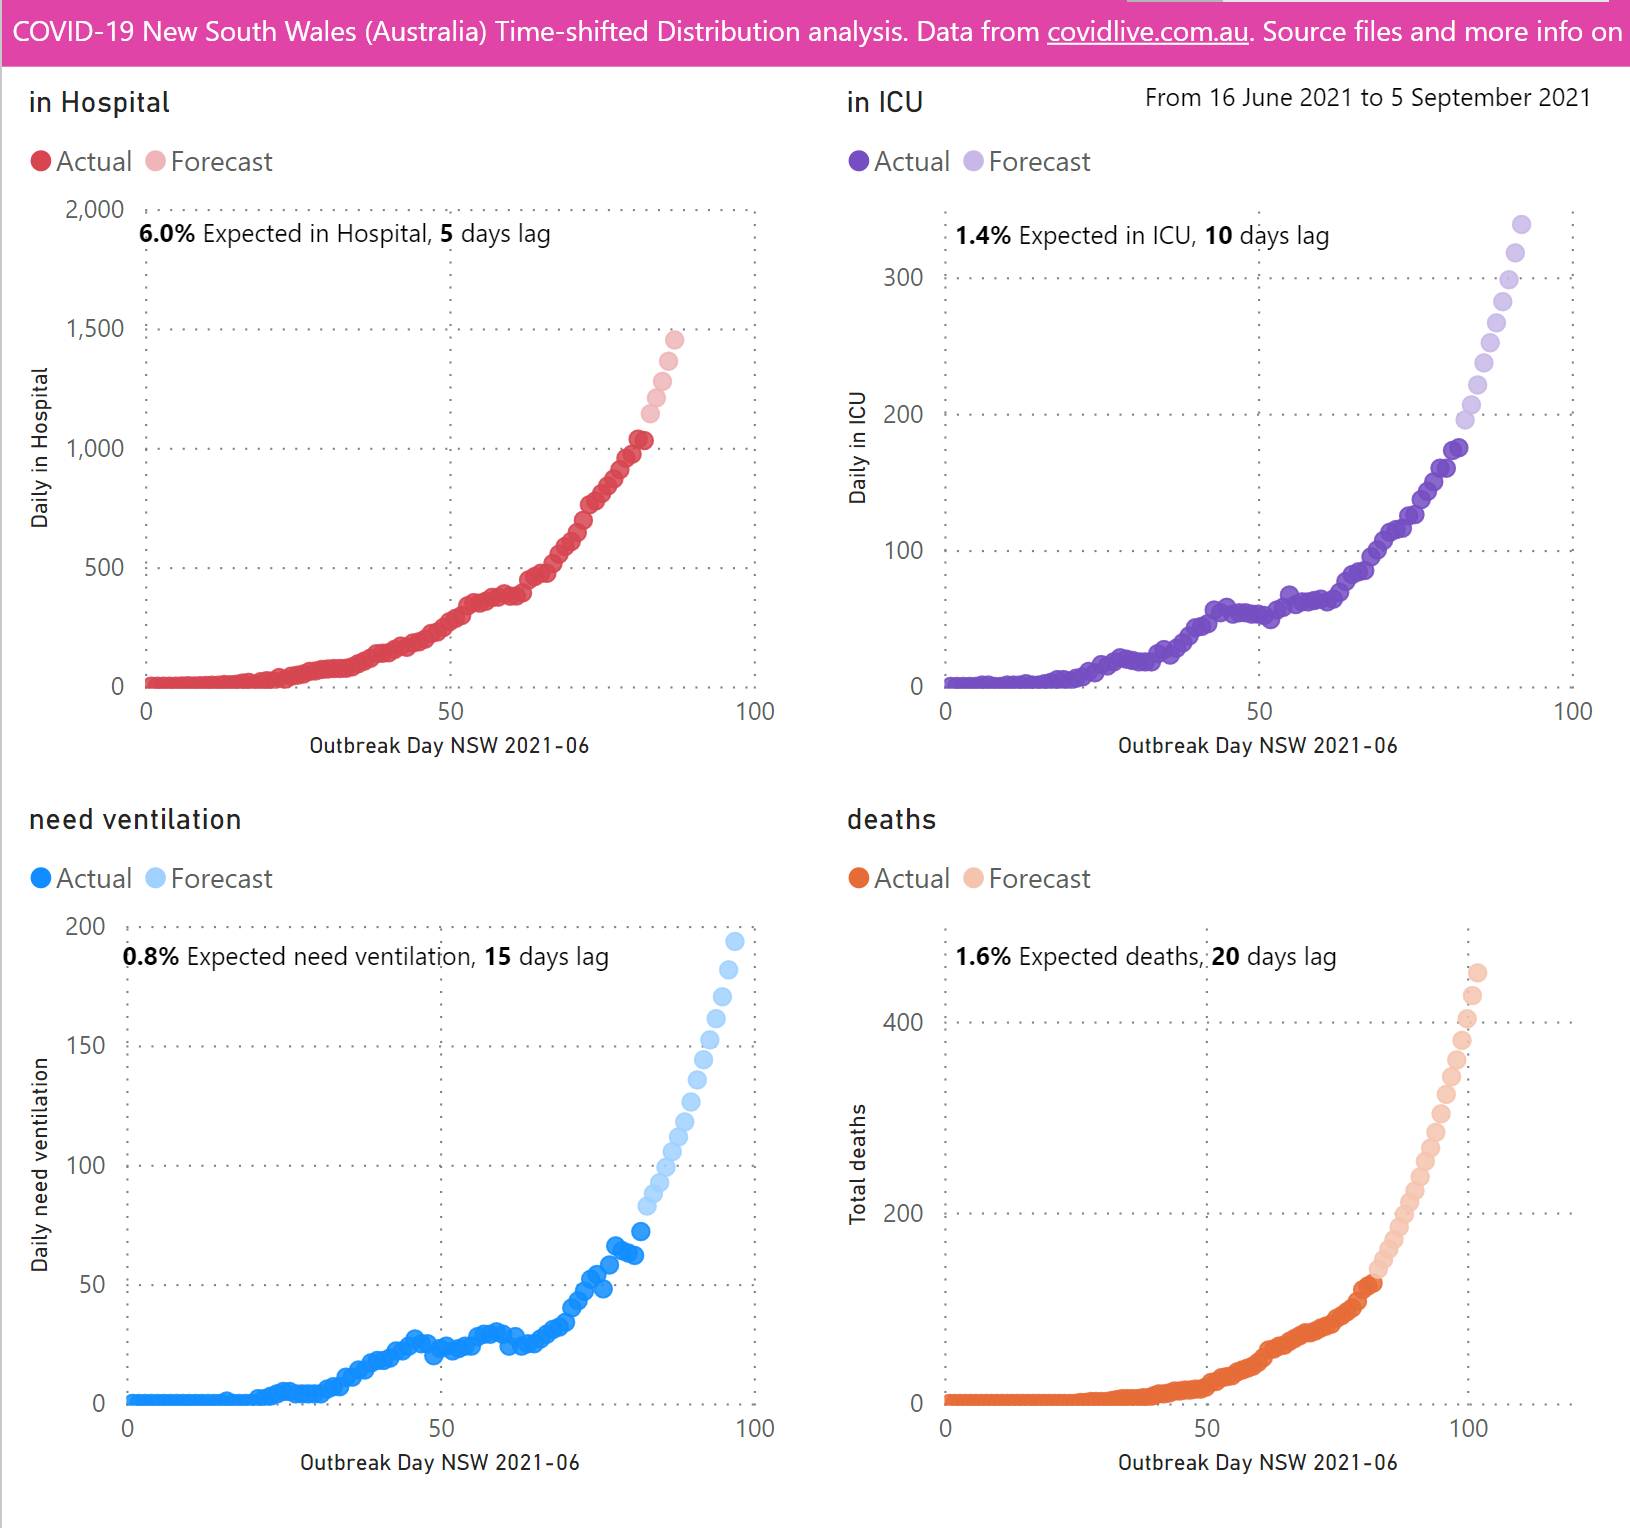 COVID-19 New South Wales (Australia) Time-shifted Distribution analysis. Data from covidlive.com.au. Source files and more info on
in Hospital
Actual Forecast
6.0% Expected in Hospital, 5 days lag
2,000
1,500
1,000
500
0
Daily in Hospital
0 50 100
Outbreak Day NSW 2021-06
in ICU
From 16 June 2021 to 5 September 2021
Actual Forecast
1.4% Expected in ICU, 10 days lag
300
200
100
0
Daily in ICU
0 50 100
Outbreak Day NSW 2021-06
need ventilation
Actual Forecast
0.8% Expected need ventilation, 15 days lag
200
150
100
50
0
Daily need ventilation
0 50 100
Outbreak Day NSW 2021-06
deaths
Actual Forecast
1.6% Expected deaths, 20 days lag
400
200
0
Total deaths
0 50 100
Outbreak Day NSW 2021-06